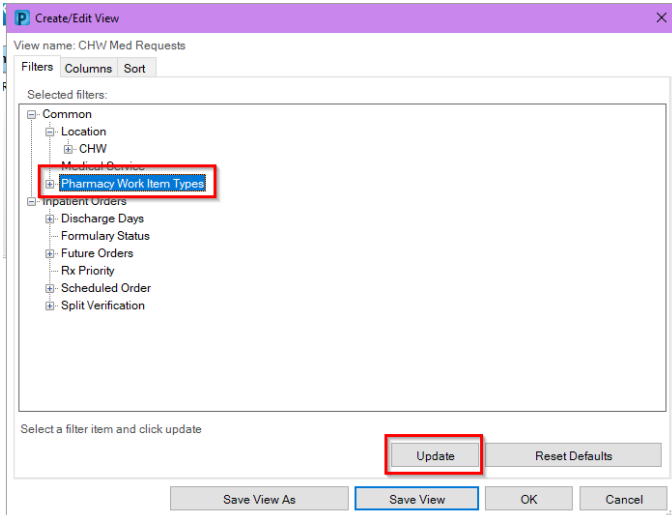 P Create/Edit View
View name: CHW Med Requests
Filters Columns Sort
Selected filters:
Common
Location
CHW
Medical Service
Pharmacy Work Item Types
Inpatient Orders
Discharge Days
Formulary Status
Future Orders
Rx Priority
Scheduled Order
Split Verification
Select a filter item and click update
Update Reset Defaults
Save View As Save View OK Cancel